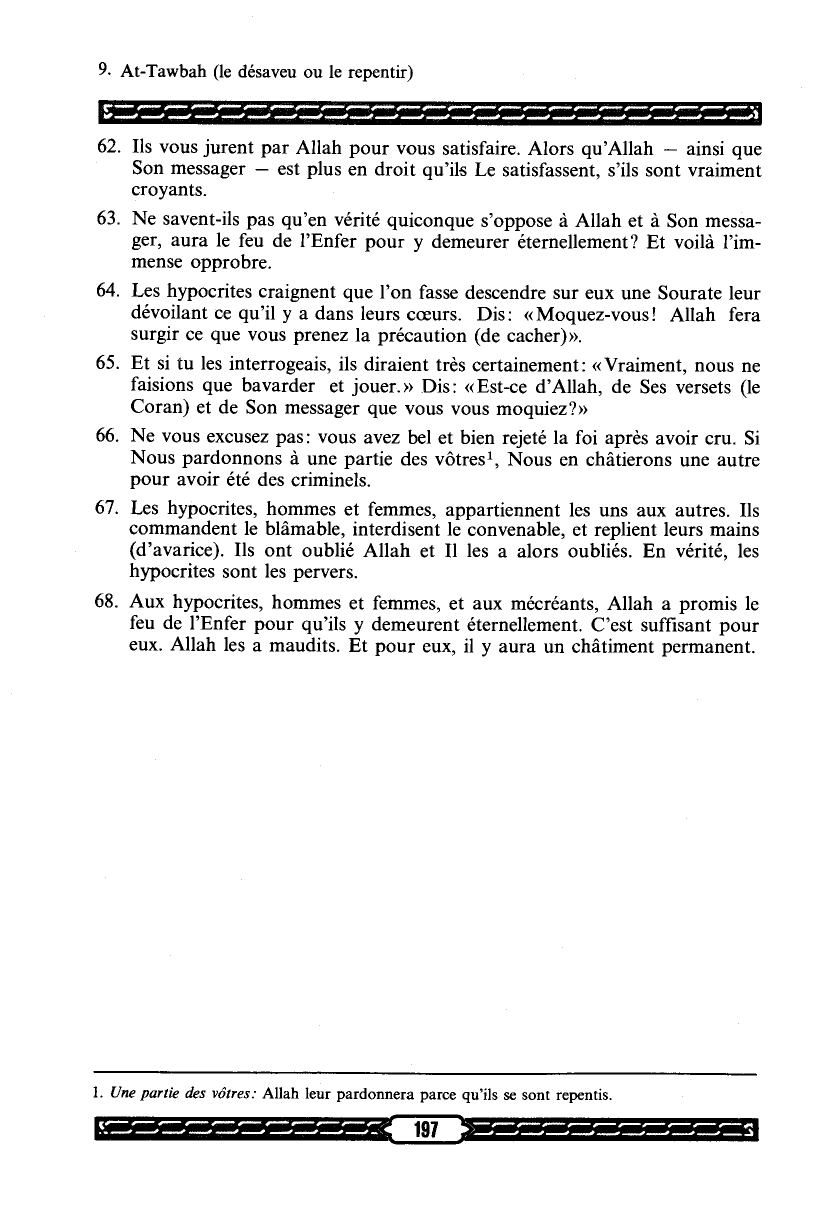 9. At-Tawbah (le désaveu ou le repentir)
62. Ils vous jurent par Allah pour vous satisfaire. Alors qu'Allah — ainsi que
Son messager — est plus en droit qu'ils Le satisfassent, s'ils sont vraiment
croyants.
63. Ne savent-ils pas qu'en vérité quiconque s'oppose à Allah et à Son messa-
ger, aura le feu de l'Enfer pour y demeurer éternellement? Et voilà l'im-
mense opprobre.
64. Les hypocrites craignent que l'on fasse descendre sur eux une Sourate leur
dévoilant ce qu'il y a dans leurs cœurs. Dis: «Moquez-vous! Allah fera
surgir ce que vous prenez la précaution (de cacher)».
65. Et si tu les interrogeais, ils diraient très certainement: «Vraiment, nous ne
faisions que bavarder et jouer.» Dis: «Est-ce d'Allah, de Ses versets (le
Coran) et de Son messager que vous vous moquiez?»
66. Ne vous excusez pas: vous avez bel et bien rejeté la foi après avoir cru. Si
Nous pardonnons à une partie des vôtres¹, Nous en châtierons une autre
pour avoir été des criminels.
67. Les hypocrites, hommes et femmes, appartiennent les uns aux autres. Ils
commandent le blâmable, interdisent le convenable, et replient leurs mains
(d'avarice). Ils ont oublié Allah et Il les a alors oubliés. En vérité, les
hypocrites sont les pervers.
68. Aux hypocrites, hommes et femmes, et aux mécréants, Allah a promis le
feu de l'Enfer pour qu'ils y demeurent éternellement. C'est suffisant pour
eux. Allah les a maudits. Et pour eux, il y aura un châtiment permanent.
1. Une partie des vôtres: Allah leur pardonnera parce qu'ils se sont repentis.
197